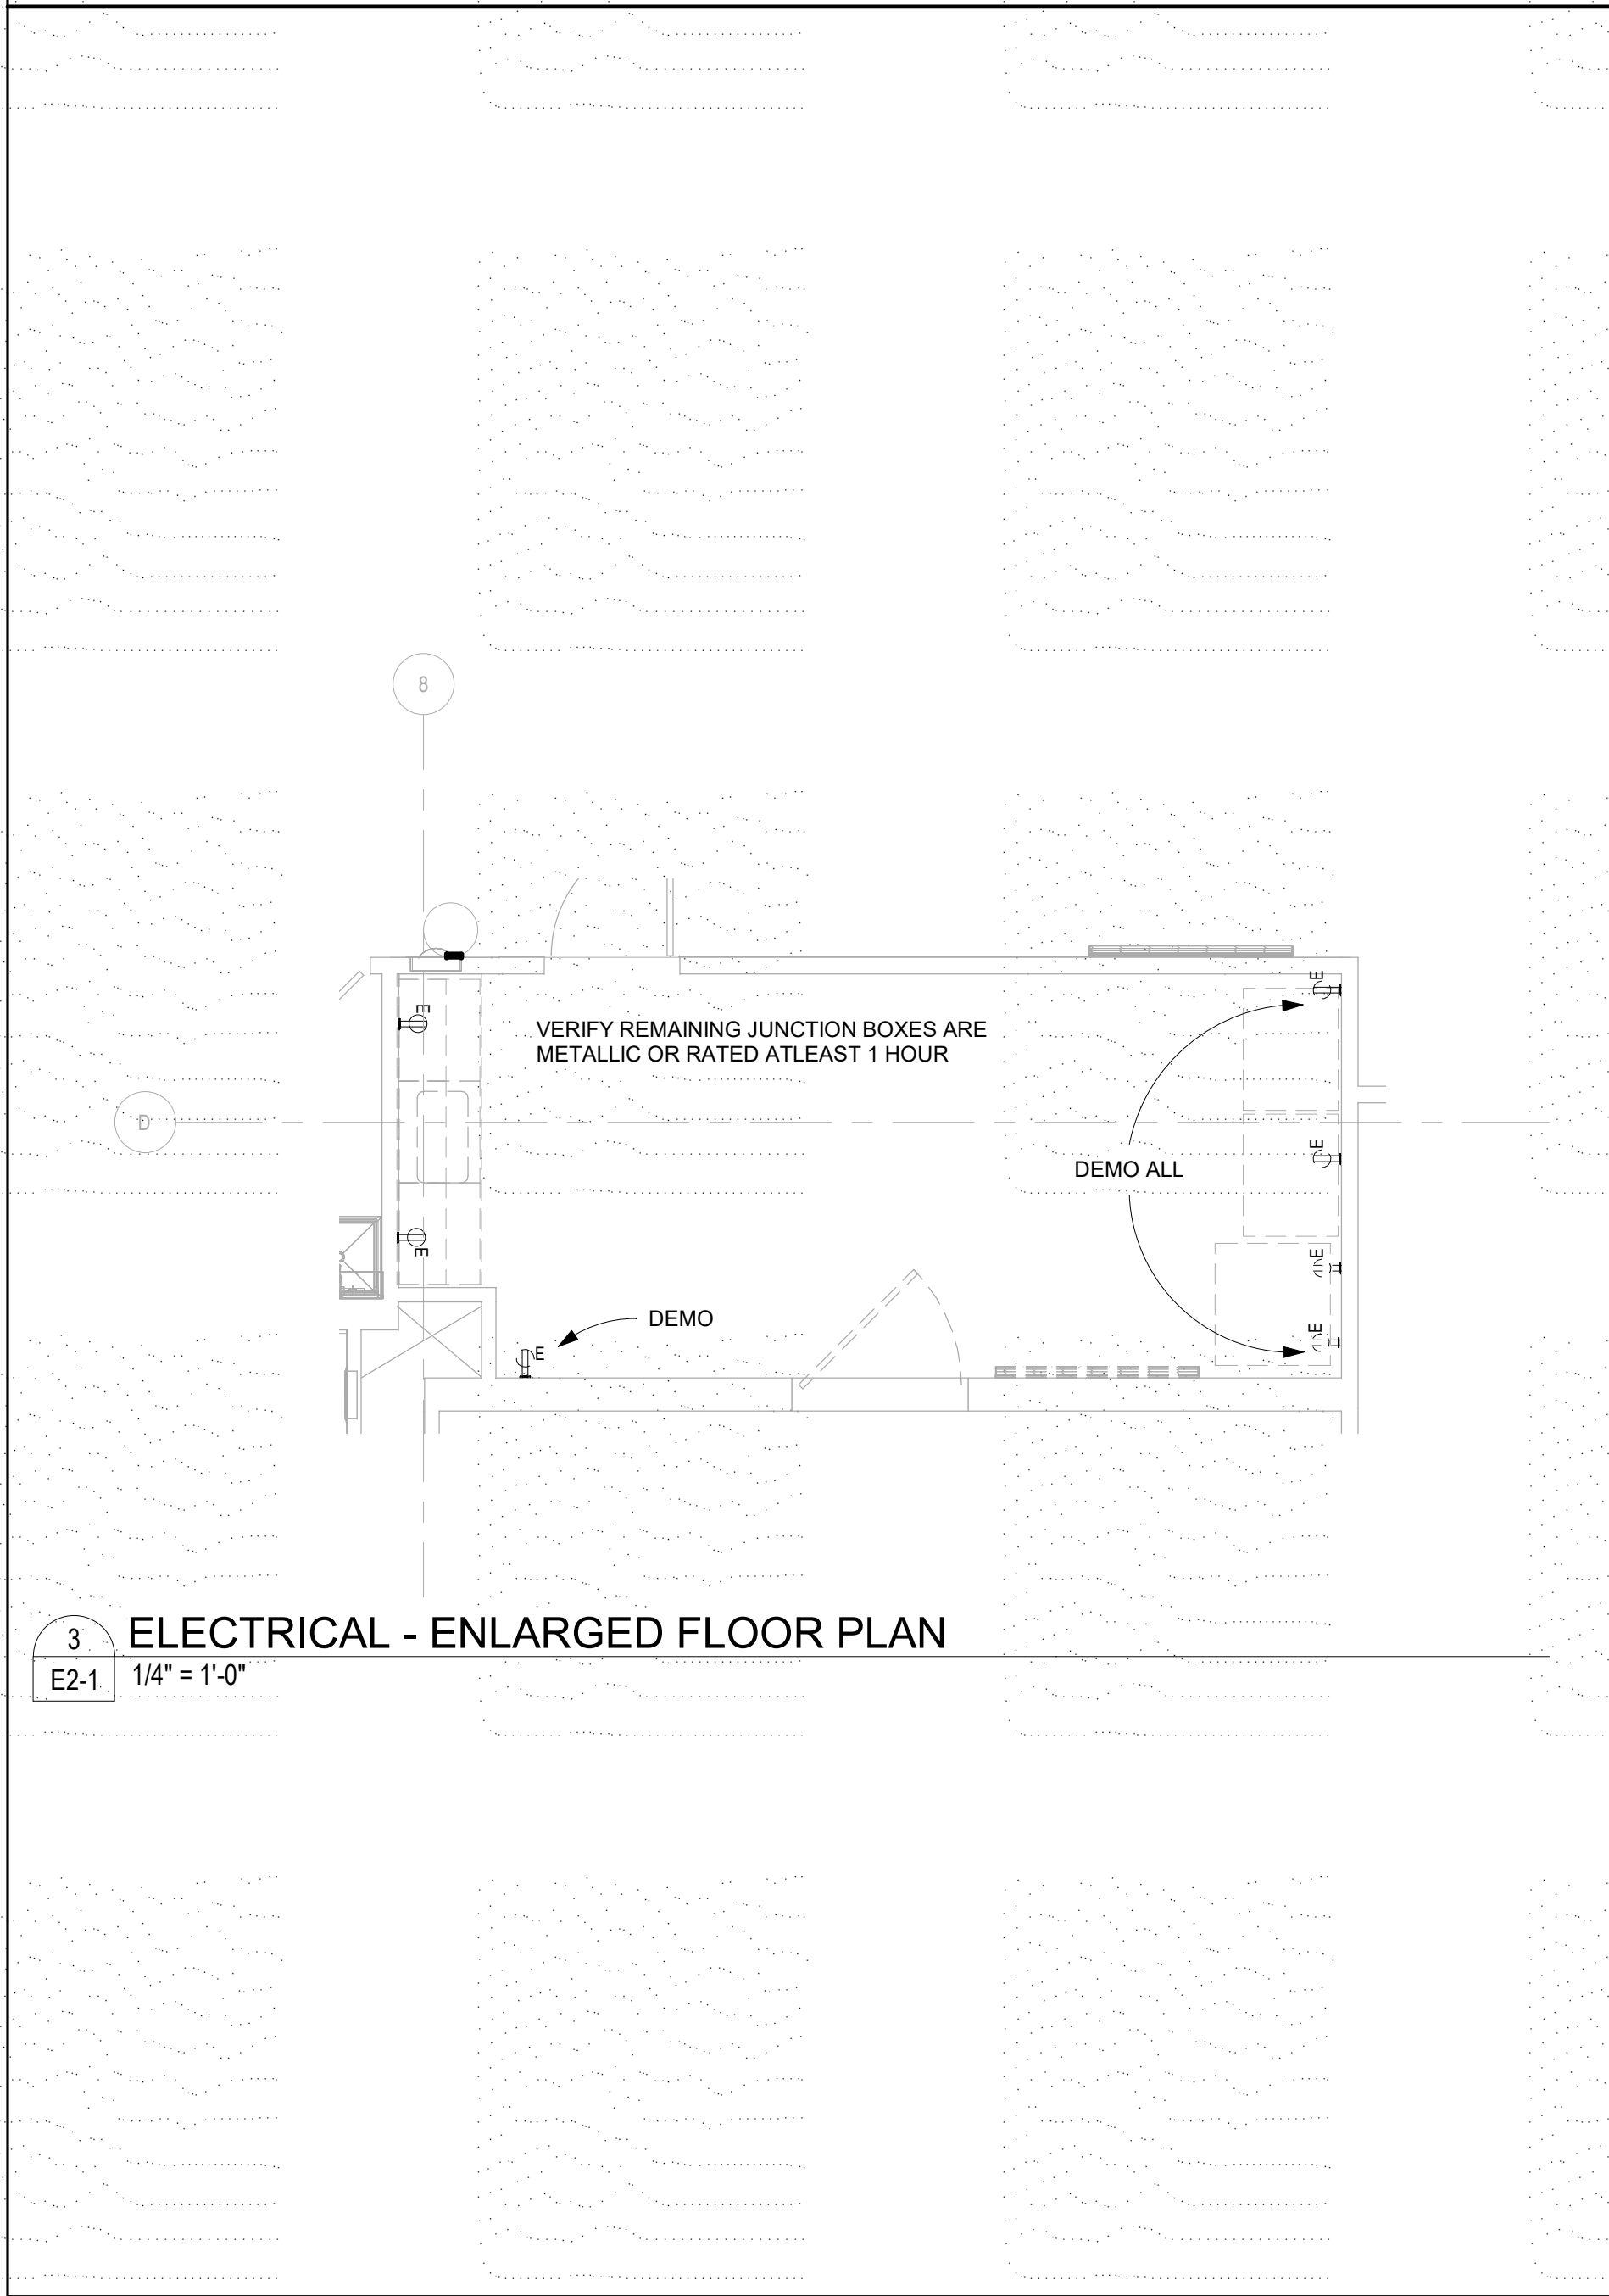 8
E
E
VERIFY REMAINING JUNCTION BOXES ARE
METALLIC OR RATED ATLEAST 1 HOUR
D
E
DEMO ALL
E
E
DEMO
E
E
3
ELECTRICAL - ENLARGED FLOOR PLAN
E2-1
1/4" = 1'-0"